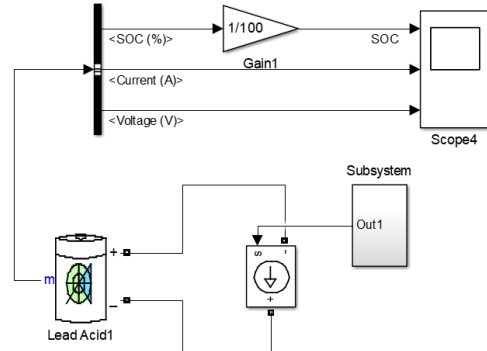 <SOC (%)>
1/100
SOC
Gain1
<Current (A)>
<Voltage (V)>
Scope4
Subsystem
Out1
s
-
+
m
+
_
Lead Acid1